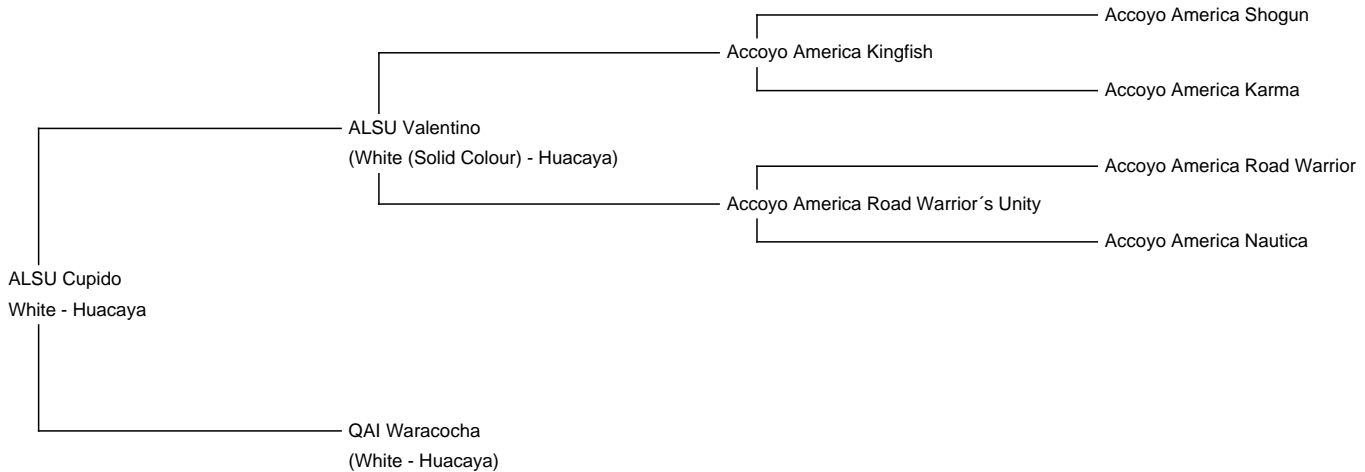 Accoyo America Shogun
Accoyo America Kingfish
Accoyo America Karma
ALSU Valentino
(White (Solid Colour) - Huacaya)
Accoyo America Road Warrior
Accoyo America Road Warrior´s Unity
Accoyo America Nautica
ALSU Cupido
White - Huacaya
QAI Waracocha
(White - Huacaya)